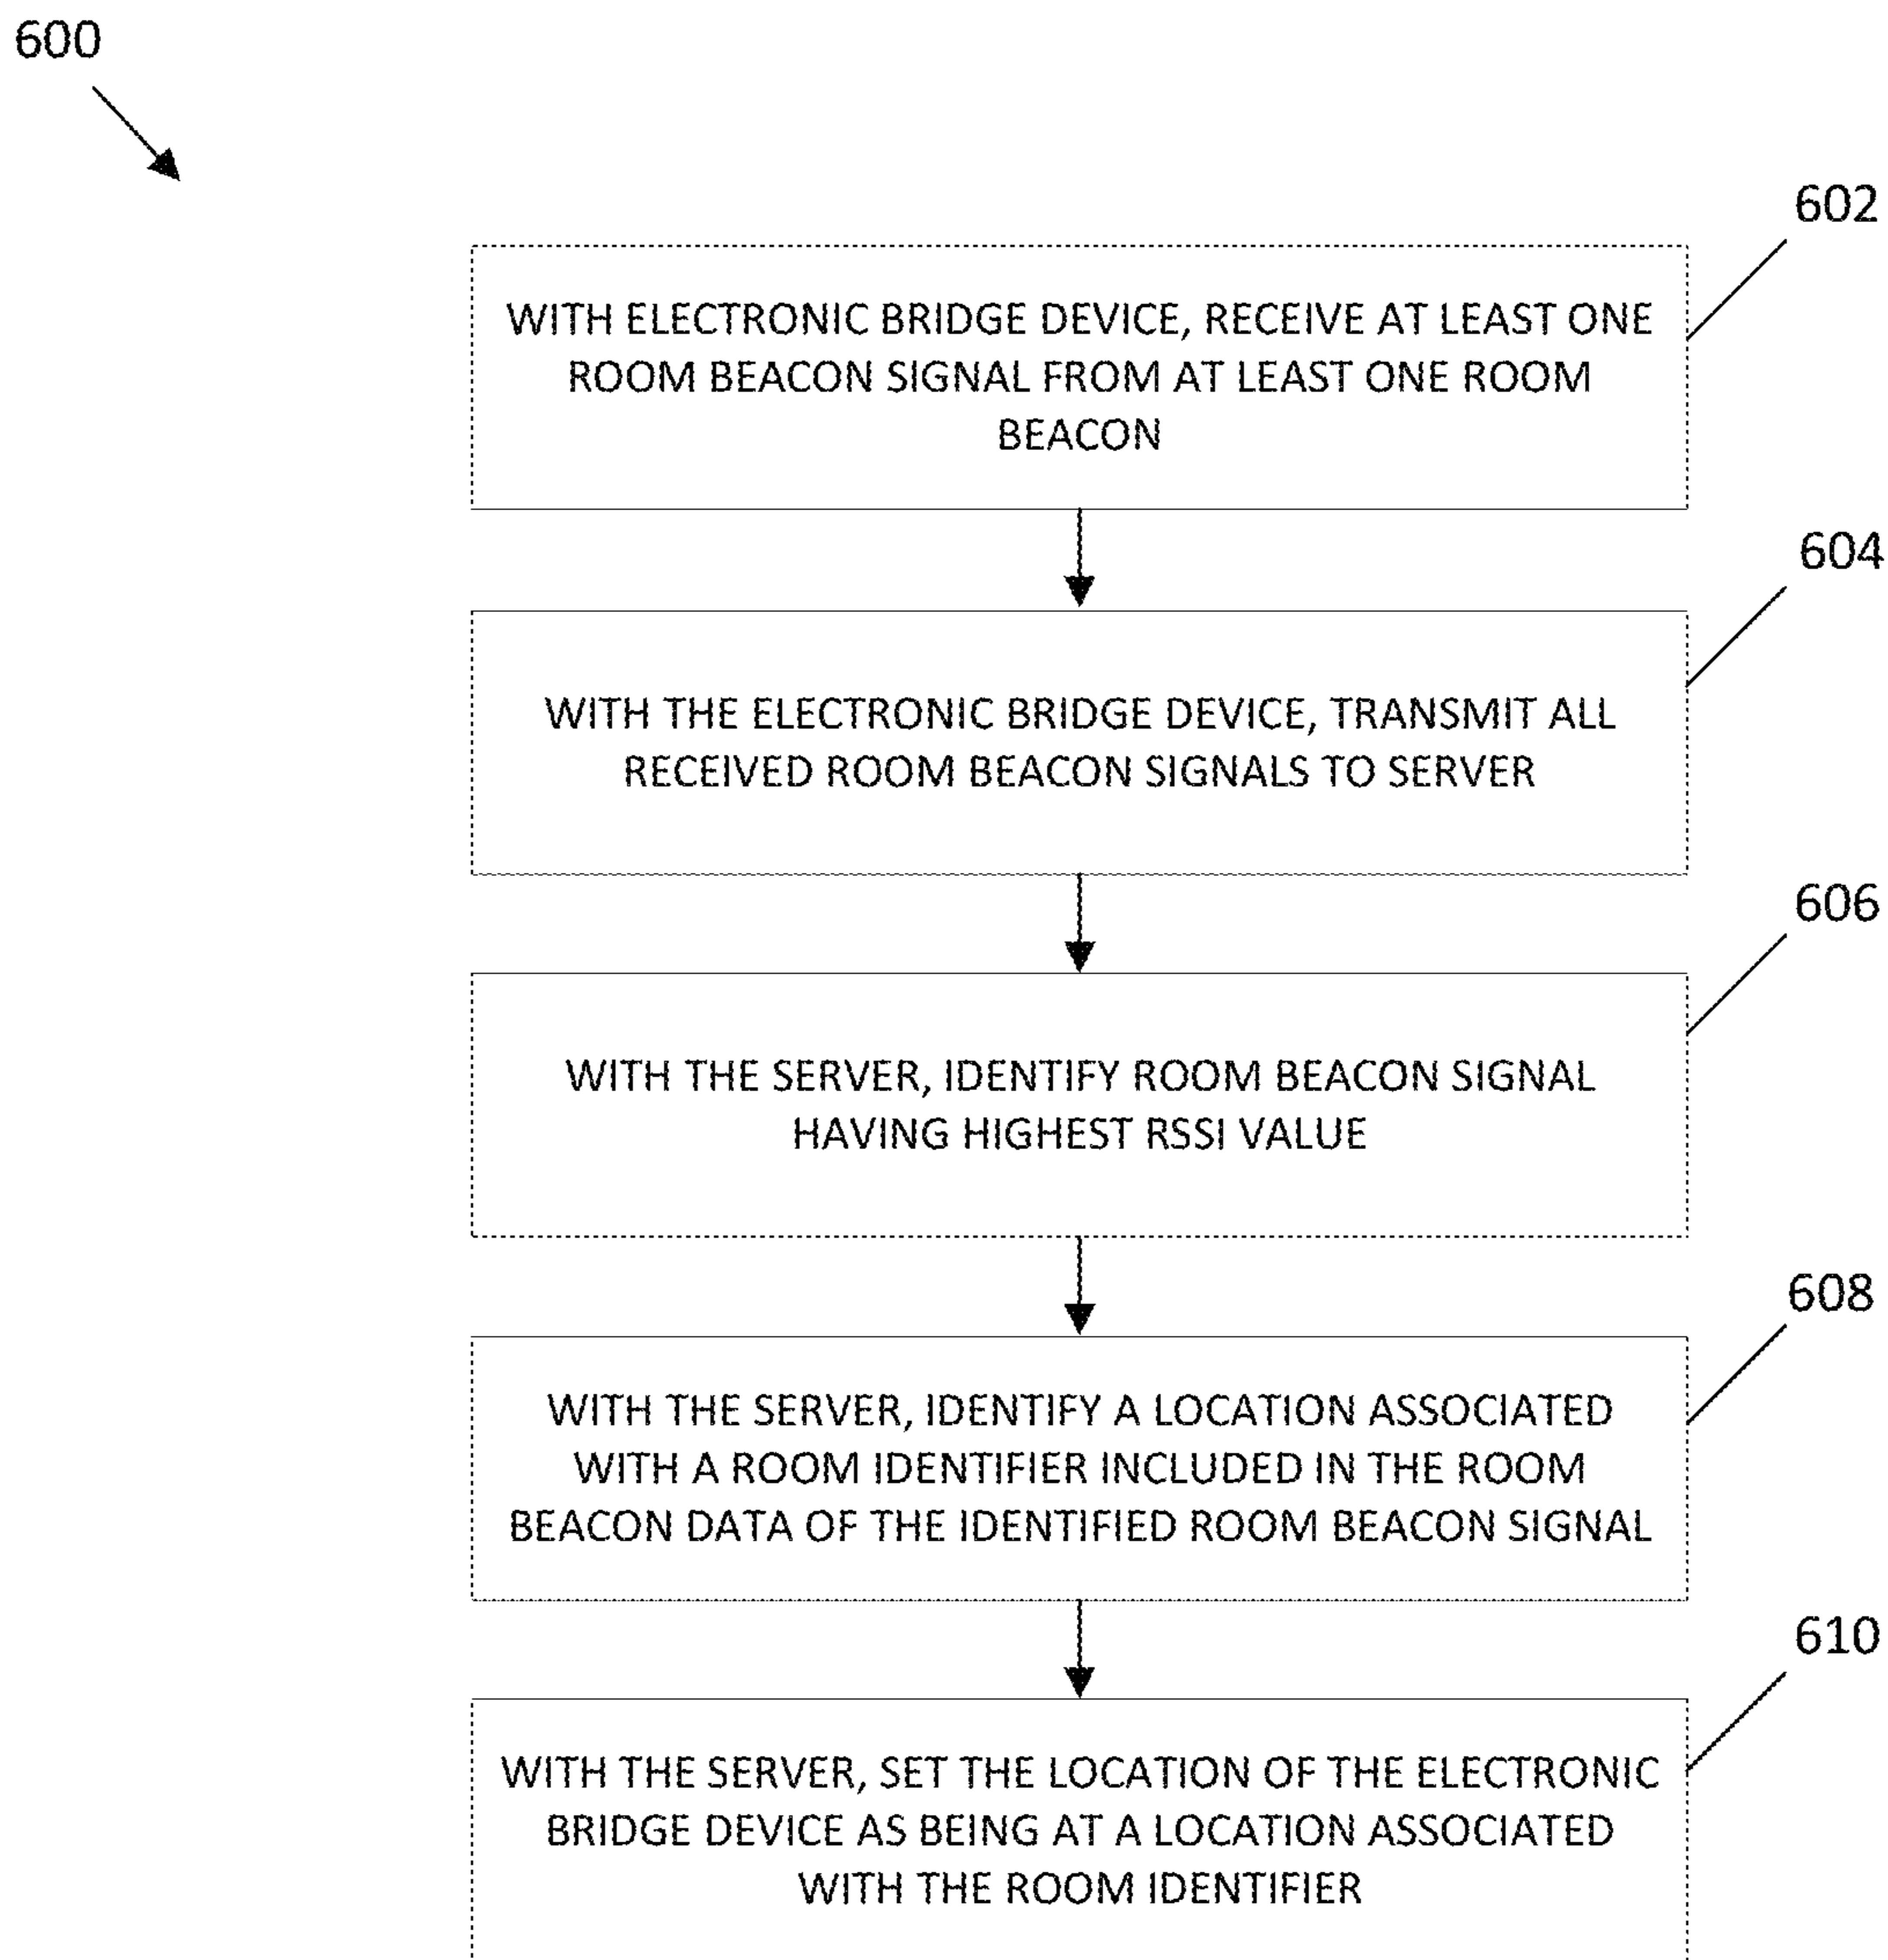 600
602
WITH ELECTRONIC BRIDGE DEVICE, RECEIVE AT LEAST ONE
ROOM BEACON SIGNAL FROM AT LEAST ONE ROOM
BEACON
604
WITH THE ELECTRONIC BRIDGE DEVICE, TRANSMIT ALL
RECEIVED ROOM BEACON SIGNALS TO SERVER
606
WITH THE SERVER, IDENTIFY ROOM BEACON SIGNAL
HAVING HIGHEST RSSI VALUE
608
WITH THE SERVER, IDENTIFY A LOCATION ASSOCIATED
WITH A ROOM IDENTIFIER INCLUDED IN THE ROOM
BEACON DATA OF THE IDENTIFIED ROOM BEACON SIGNAL
610
WITH THE SERVER, SET THE LOCATION OF THE ELECTRONIC
BRIDGE DEVICE AS BEING AT A LOCATION ASSOCIATED
WITH THE ROOM IDENTIFIER